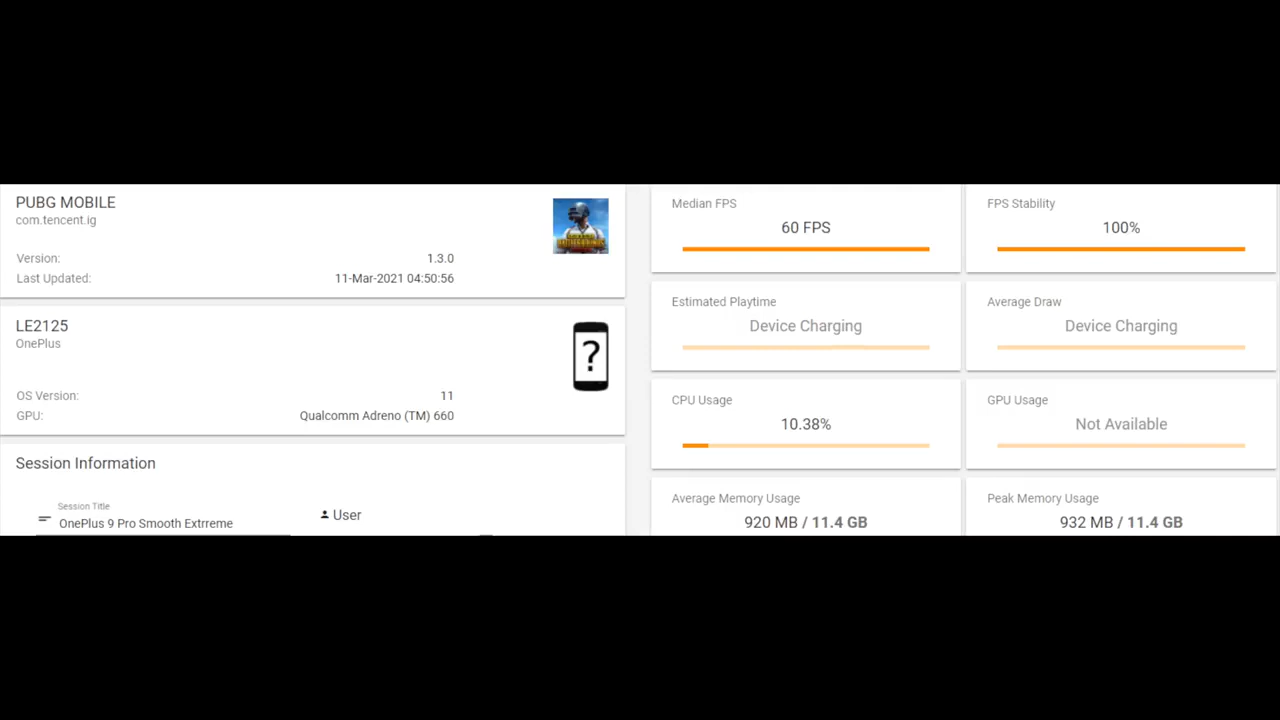 PUBG MOBILE
com.tencent.ig
Version: 1.3.0
Last Updated: 11-Mar-2021 04:50:56
LE2125
OnePlus
?
OS Version: 11
GPU: Qualcomm Adreno (TM) 660
Session Information
Session Title
OnePlus 9 Pro Smooth Extrreme
User
Median FPS
60 FPS
FPS Stability
100%
Estimated Playtime
Device Charging
Average Draw
Device Charging
CPU Usage
10.38%
GPU Usage
Not Available
Average Memory Usage
920 MB / 11.4 GB
Peak Memory Usage
932 MB / 11.4 GB